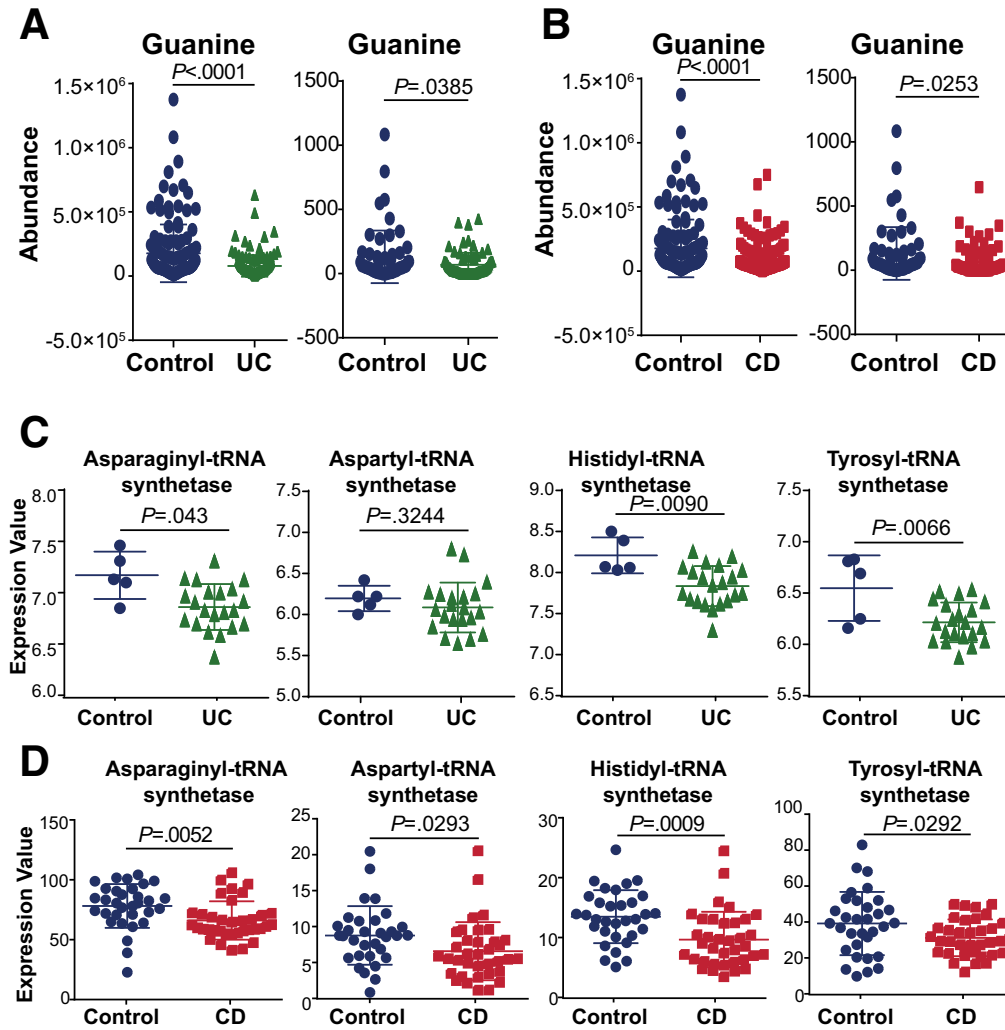 A
Guanine
P<.0001
1.5×10⁶
1.0×10⁶
5.0×10⁵
0
-5.0×10⁵
Abundance
Control UC
Guanine
P=.0385
1500
1000
500
0
-500
Control UC
B
Guanine
P<.0001
1.5×10⁶
1.0×10⁶
5.0×10⁵
0
-5.0×10⁵
Abundance
Control CD
Guanine
P=.0253
1500
1000
500
0
-500
Control CD
C
Asparaginyl-tRNA
synthetase
P=.043
8.0
7.5
7.0
6.5
6.0
Expression Value
Control UC
Aspartyl-tRNA
synthetase
P=.3244
7.5
7.0
6.5
6.0
5.5
5.0
Control UC
Histidyl-tRNA
synthetase
P=.0090
9.0
8.5
8.0
7.5
7.0
6.5
Control UC
Tyrosyl-tRNA
synthetase
P=.0066
7.5
7.0
6.5
6.0
5.5
Control UC
D
Asparaginyl-tRNA
synthetase
P=.0052
150
100
50
0
Expression Value
Control CD
Aspartyl-tRNA
synthetase
P=.0293
25
20
15
10
5
0
Control CD
Histidyl-tRNA
synthetase
P=.0009
30
20
10
0
Control CD
Tyrosyl-tRNA
synthetase
P=.0292
100
80
60
40
20
0
Control CD